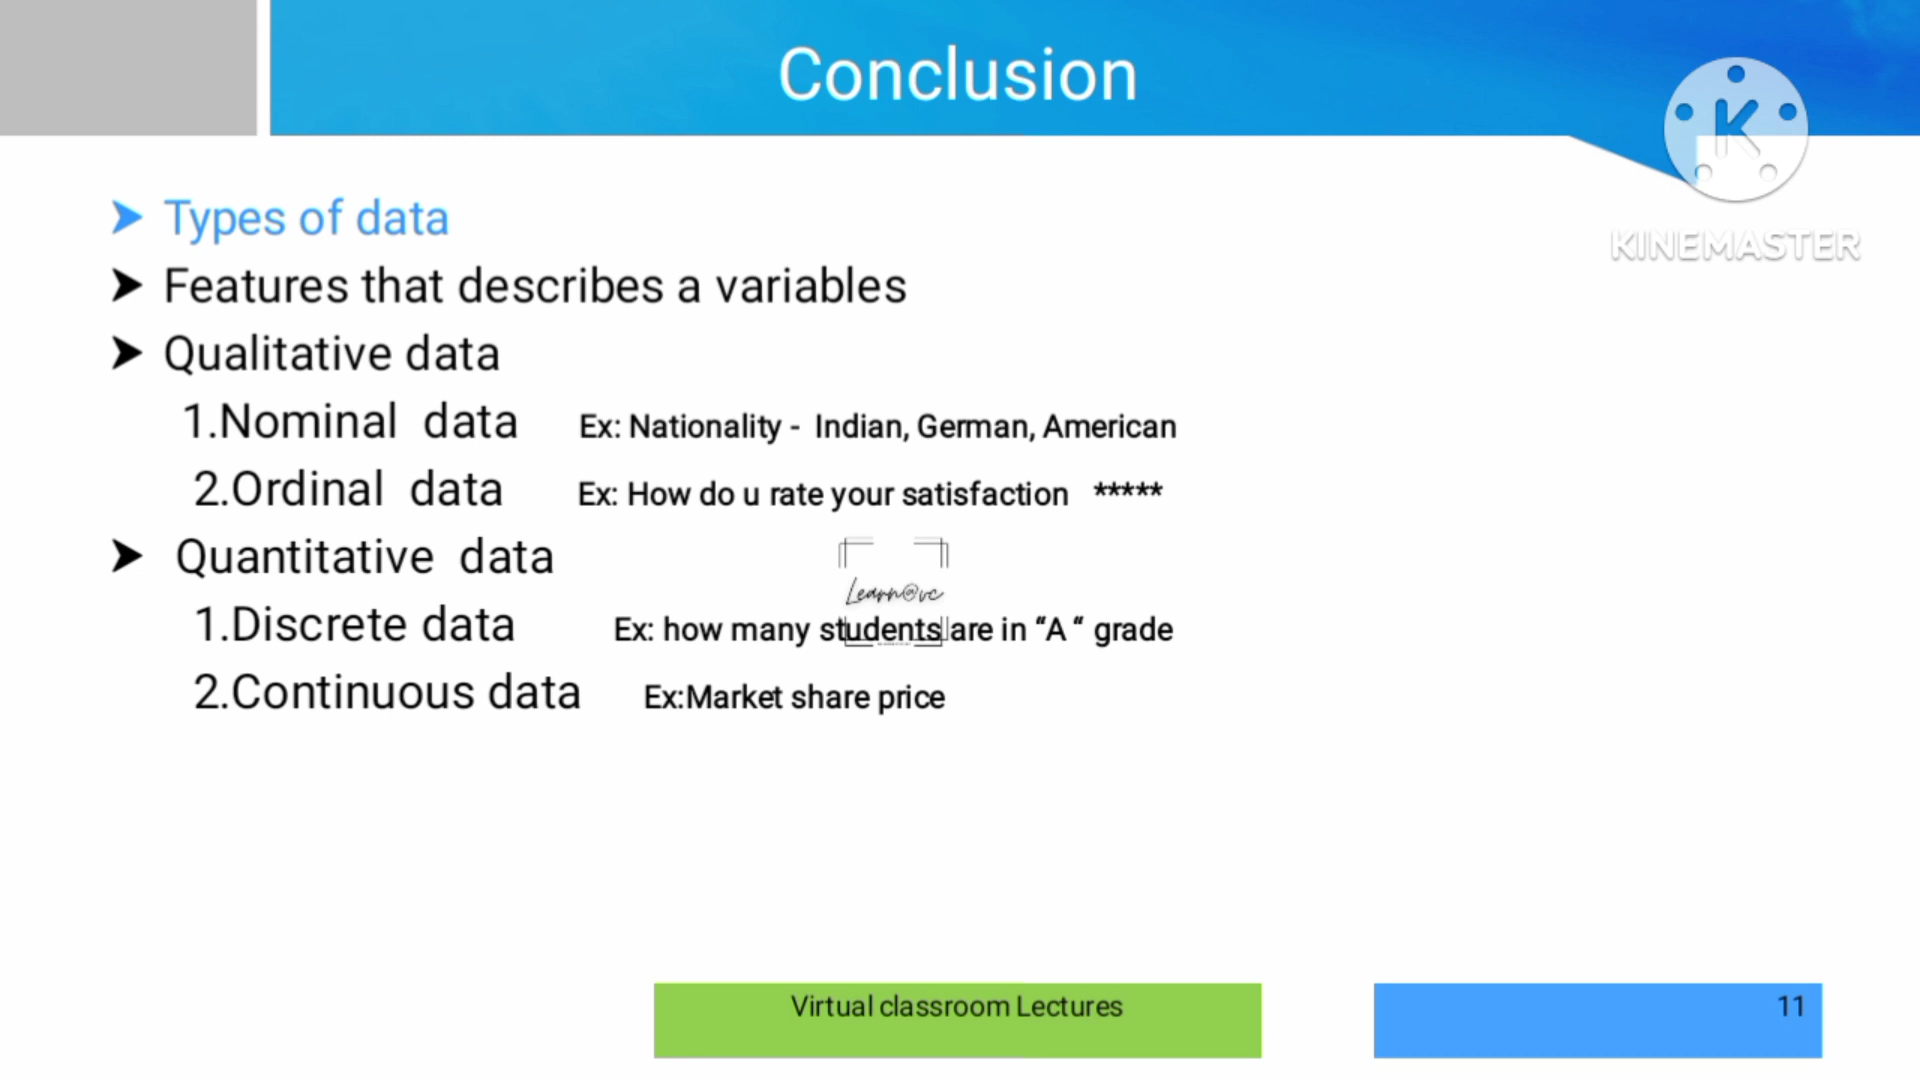 Conclusion
K
KINEMASTER
➤ Types of data
➤ Features that describes a variables
➤ Qualitative data
1.Nominal data Ex: Nationality - Indian, German, American
2.Ordinal data Ex: How do u rate your satisfaction *****
➤ Quantitative data
Learn@vc
1.Discrete data Ex: how many students are in “A “ grade
2.Continuous data Ex:Market share price
Virtual classroom Lectures
11